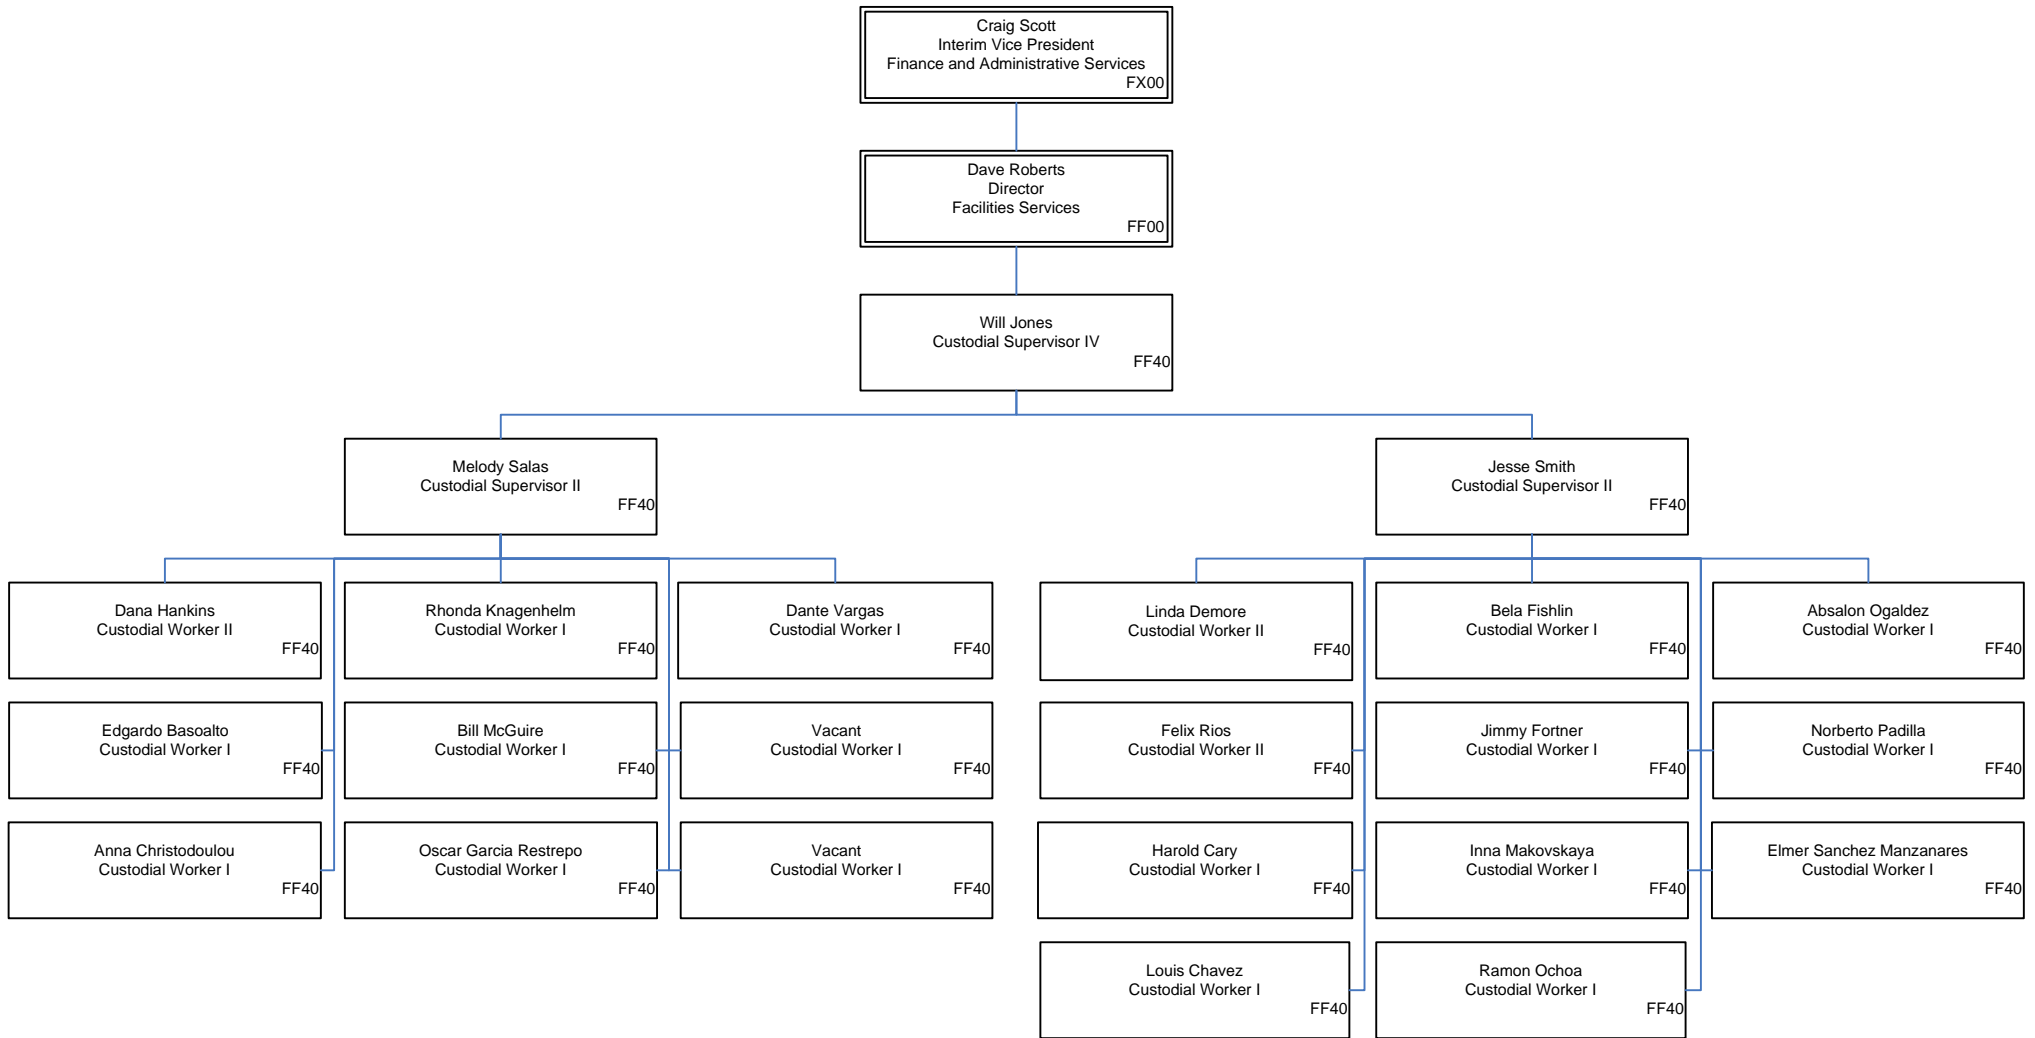 Craig Scott
Interim Vice President
Finance and Administrative Services
FX00
Dave Roberts
Director
Facilities Services
FF00
Will Jones
Custodial Supervisor IV
FF40
Melody Salas
Custodial Supervisor II
FF40
Jesse Smith
Custodial Supervisor II
FF40
Dana Hankins
Custodial Worker II
FF40
Rhonda Knagenhelm
Custodial Worker I
FF40
Dante Vargas
Custodial Worker I
FF40
Linda Demore
Custodial Worker II
FF40
Bela Fishlin
Custodial Worker I
FF40
Absalon Ogaldez
Custodial Worker I
FF40
Edgardo Basoalto
Custodial Worker I
FF40
Bill McGuire
Custodial Worker I
FF40
Vacant
Custodial Worker I
FF40
Felix Rios
Custodial Worker II
FF40
Jimmy Fortner
Custodial Worker I
FF40
Norberto Padilla
Custodial Worker I
FF40
Anna Christodoulou
Custodial Worker I
FF40
Oscar Garcia Restrepo
Custodial Worker I
FF40
Vacant
Custodial Worker I
FF40
Harold Cary
Custodial Worker I
FF40
Inna Makovskaya
Custodial Worker I
FF40
Elmer Sanchez Manzanares
Custodial Worker I
FF40
Louis Chavez
Custodial Worker I
FF40
Ramon Ochoa
Custodial Worker I
FF40